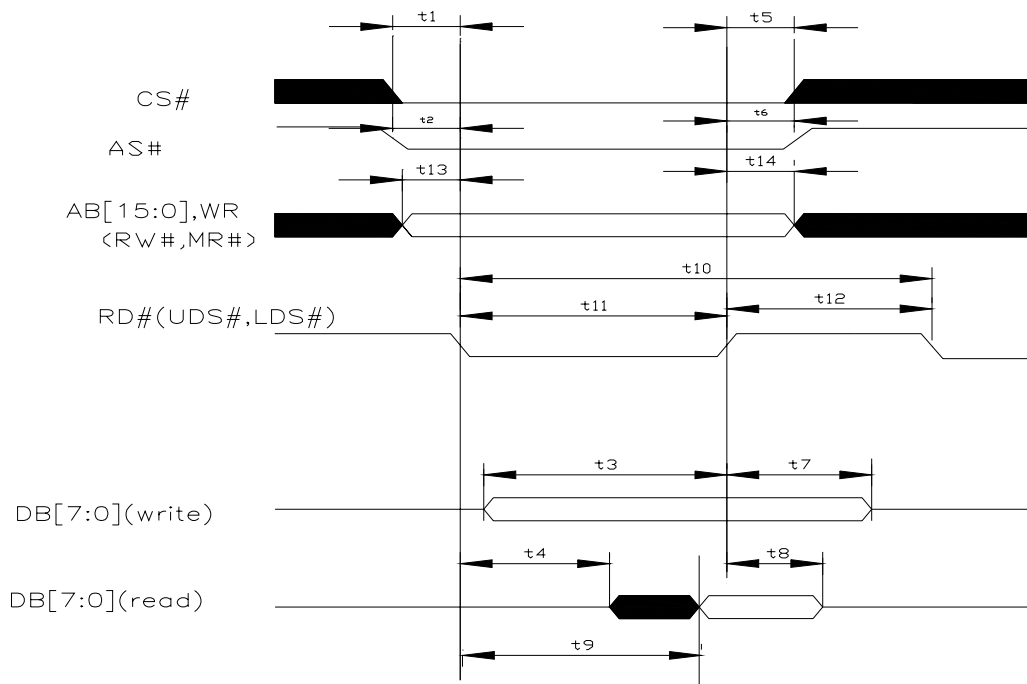 t1
t5
CS#
t2
t6
AS#
t13
t14
AB[15:0],WR
(RW#,MR#)
t10
t11
t12
RD#(UDS#,LDS#)
t3
t7
DB[7:0](write)
t4
t8
DB[7:0](read)
t9